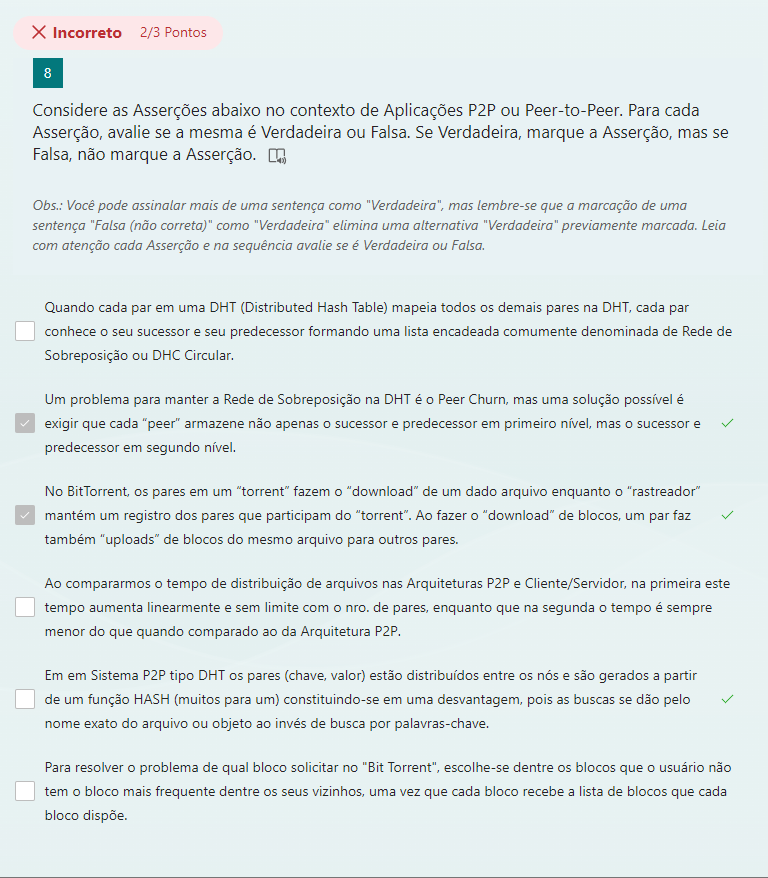 Incorreto 2/3 Pontos
8
Considere as Asserções abaixo no contexto de Aplicações P2P ou Peer-to-Peer. Para cada
Asserção, avalie se a mesma é Verdadeira ou Falsa. Se Verdadeira, marque a Asserção, mas se
Falsa, não marque a Asserção.
Obs.: Você pode assinalar mais de uma sentença como "Verdadeira", mas lembre-se que a marcação de uma
sentença "Falsa (não correta)" como "Verdadeira" elimina uma alternativa "Verdadeira" previamente marcada. Leia
com atenção cada Asserção e na sequência avalie se é Verdadeira ou Falsa.
Quando cada par em uma DHT (Distributed Hash Table) mapeia todos os demais pares na DHT, cada par
conhece o seu sucessor e seu predecessor formando uma lista encadeada comumente denominada de Rede de
Sobreposição ou DHC Circular.
Um problema para manter a Rede de Sobreposição na DHT é o Peer Churn, mas uma solução possível é
exigir que cada “peer” armazene não apenas o sucessor e predecessor em primeiro nível, mas o sucessor e
predecessor em segundo nível.
No BitTorrent, os pares em um “torrent” fazem o “download” de um dado arquivo enquanto o “rastreador”
mantém um registro dos pares que participam do “torrent”. Ao fazer o “download” de blocos, um par faz
também “uploads” de blocos do mesmo arquivo para outros pares.
Ao compararmos o tempo de distribuição de arquivos nas Arquiteturas P2P e Cliente/Servidor, na primeira este
tempo aumenta linearmente e sem limite com o nro. de pares, enquanto que na segunda o tempo é sempre
menor do que quando comparado ao da Arquitetura P2P.
Em em Sistema P2P tipo DHT os pares (chave, valor) estão distribuídos entre os nós e são gerados a partir
de um função HASH (muitos para um) constituindo-se em uma desvantagem, pois as buscas se dão pelo
nome exato do arquivo ou objeto ao invés de busca por palavras-chave.
Para resolver o problema de qual bloco solicitar no "Bit Torrent", escolhe-se dentre os blocos que o usuário não
tem o bloco mais frequente dentre os seus vizinhos, uma vez que cada bloco recebe a lista de blocos que cada
bloco dispõe.